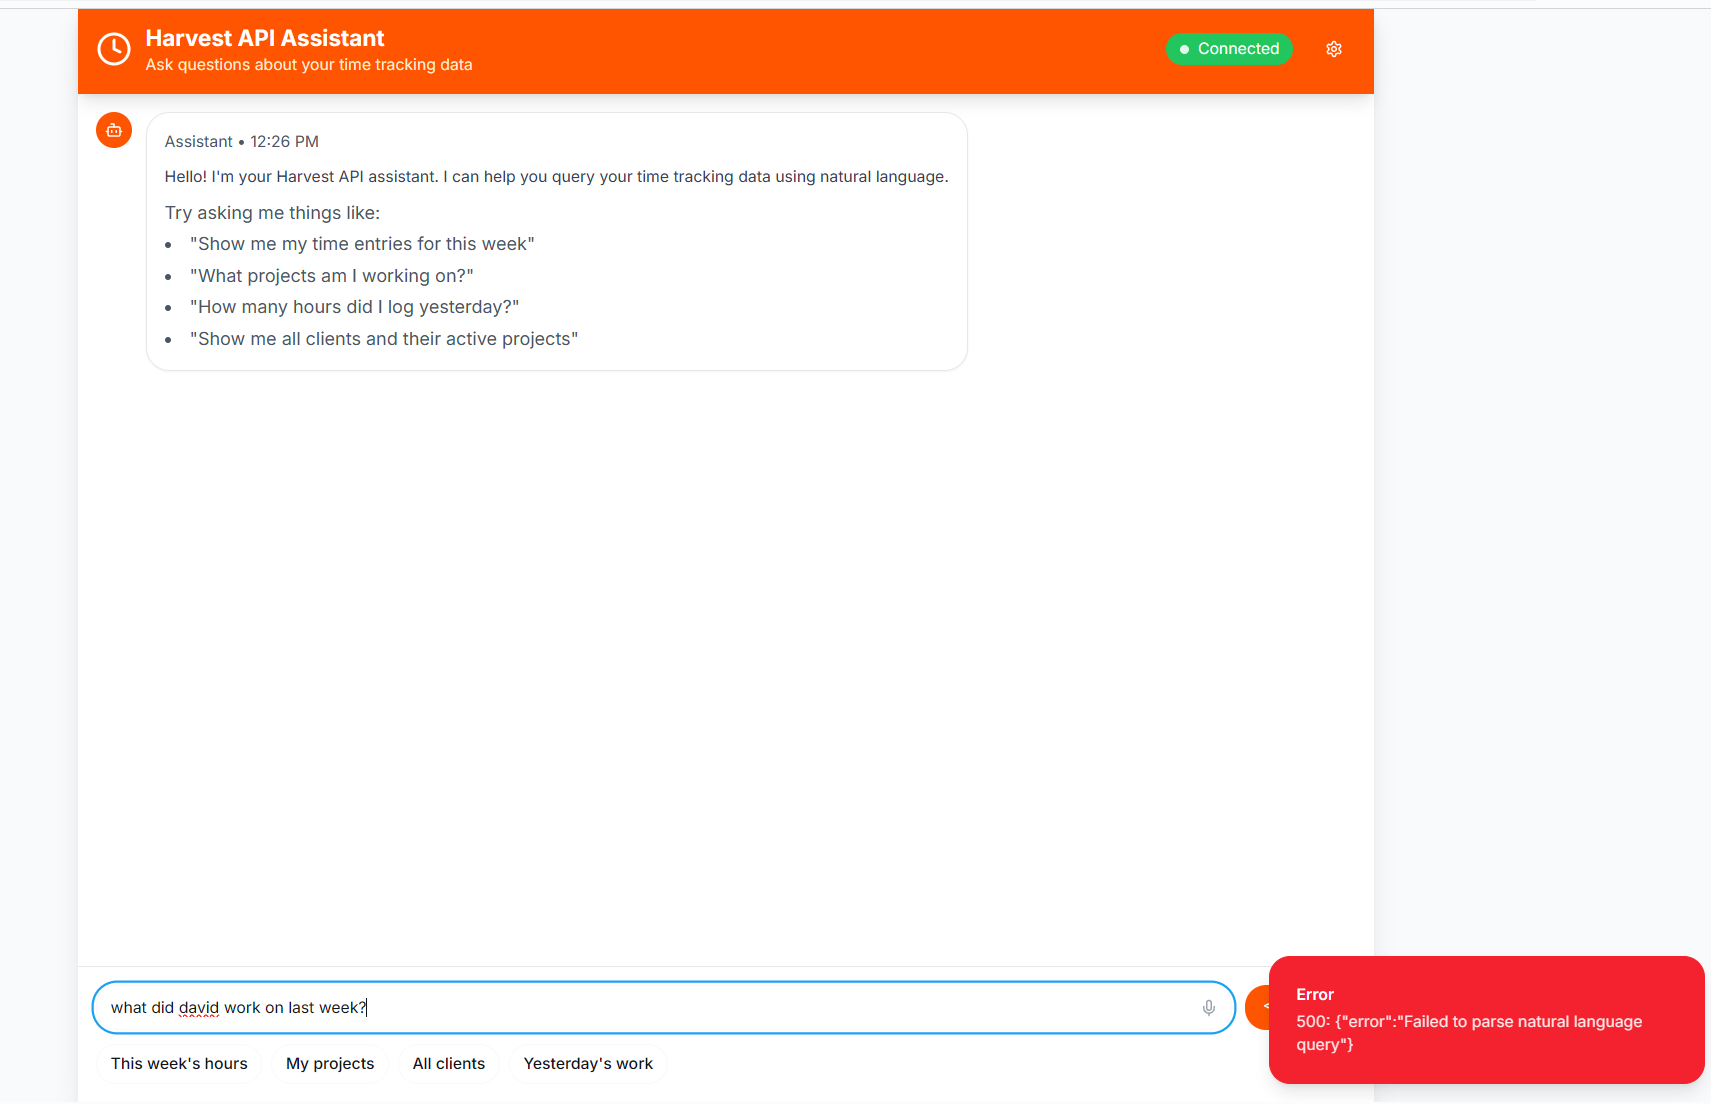 Harvest API Assistant
Ask questions about your time tracking data
Connected
Assistant • 12:26 PM
Hello! I'm your Harvest API assistant. I can help you query your time tracking data using natural language.
Try asking me things like:
• "Show me my time entries for this week"
• "What projects am I working on?"
• "How many hours did I log yesterday?"
• "Show me all clients and their active projects"
what did david work on last week?
This week's hours
My projects
All clients
Yesterday's work
Error
500: {"error":"Failed to parse natural language
query"}